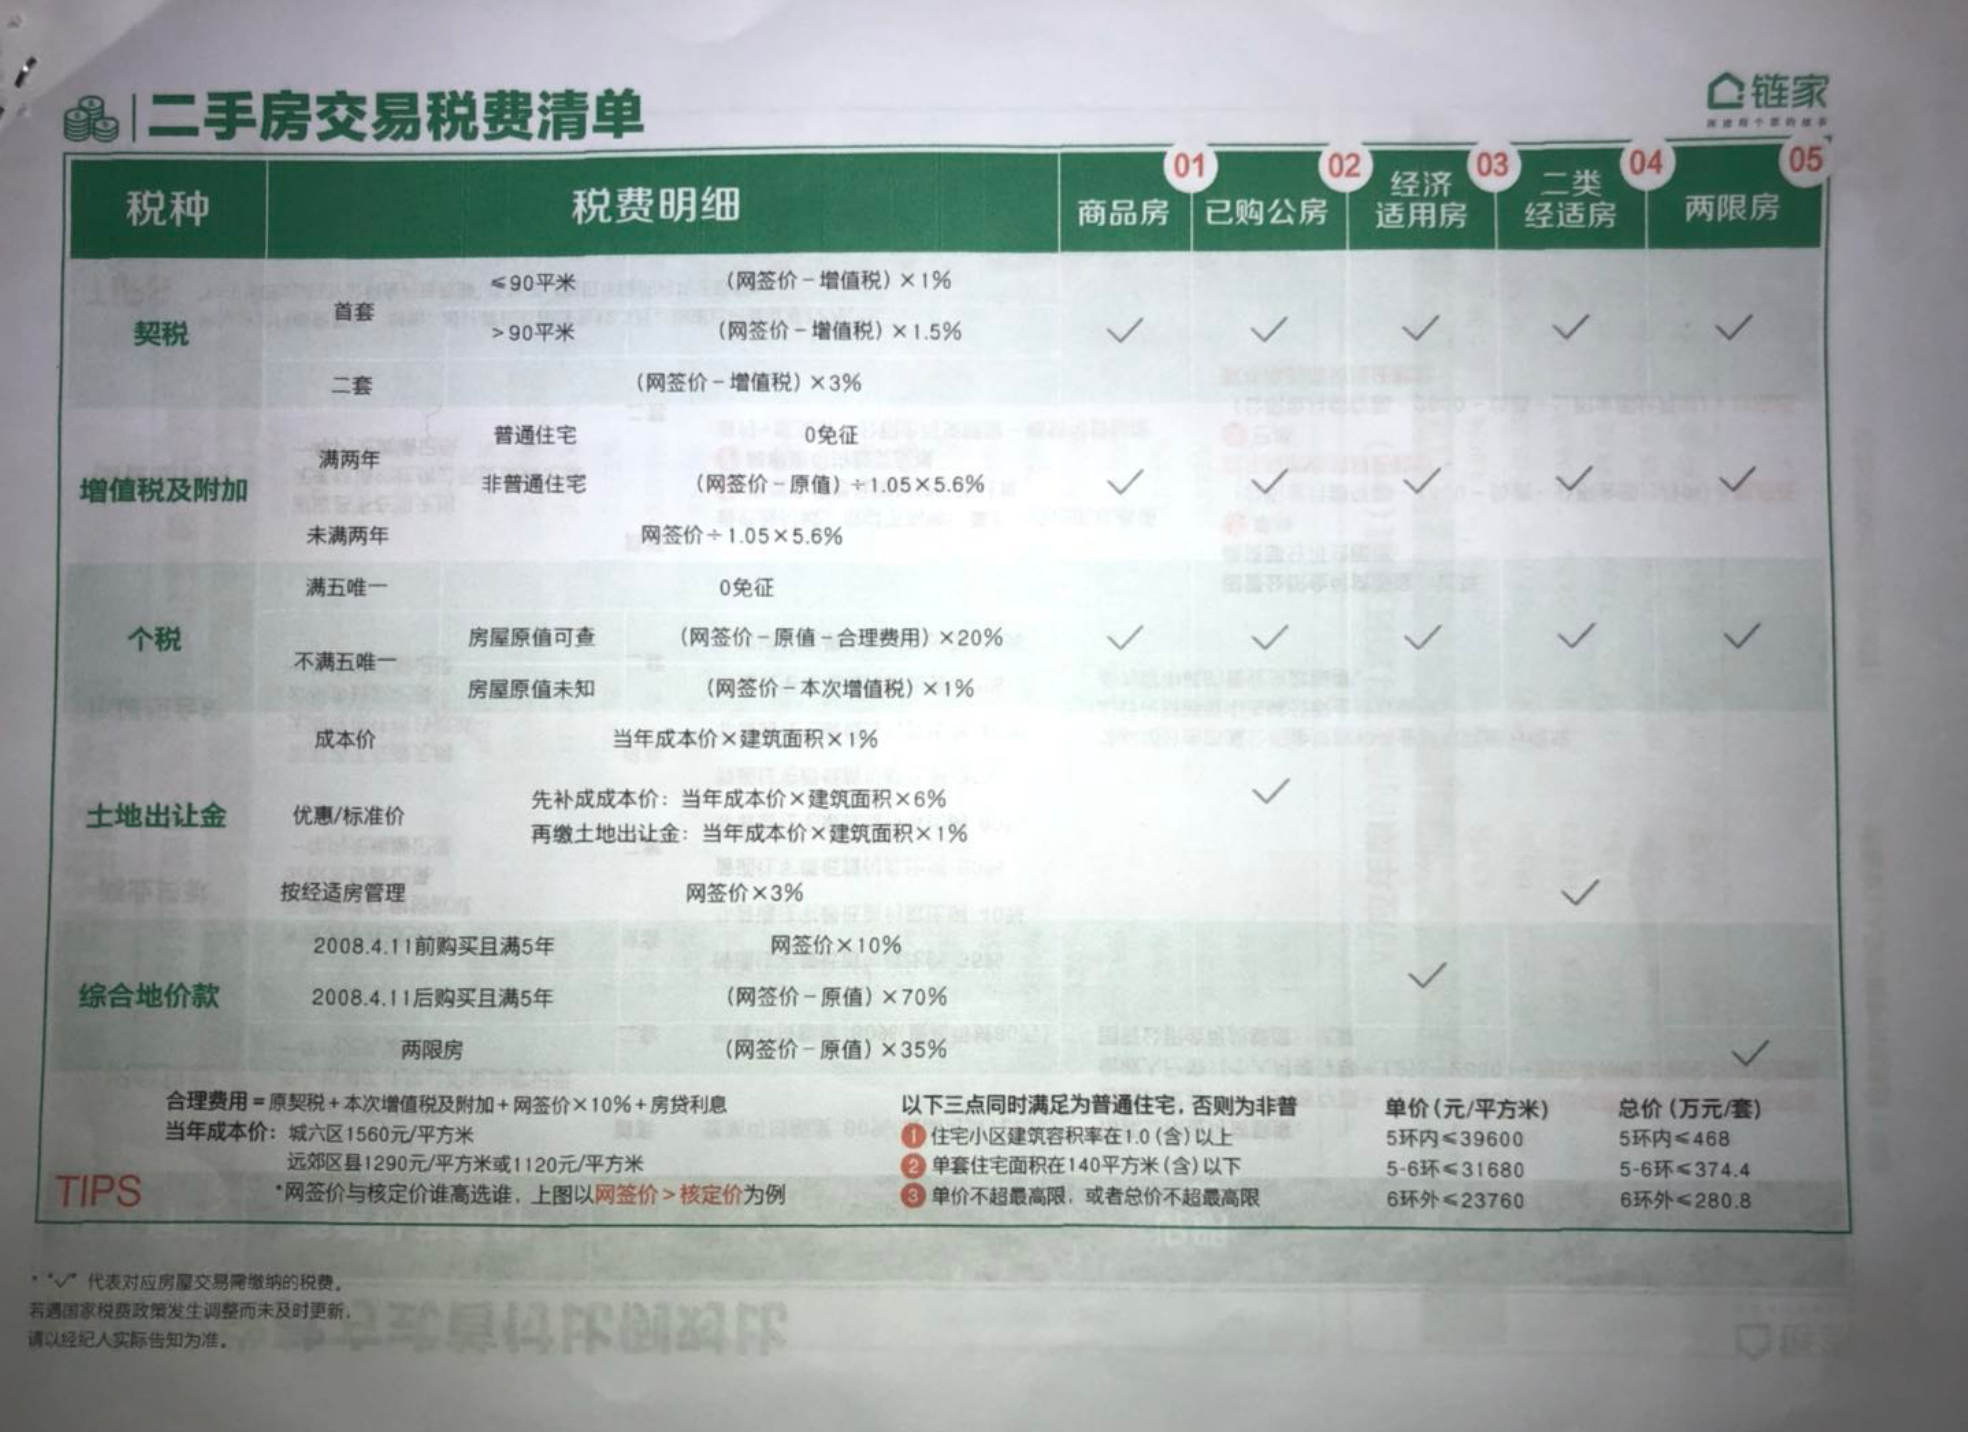 二手房交易税费清单
链家
01 02 03 04 05
税种 税费明细 商品房 已购公房 经济适用房 二类经适房 两限房
契税
首套
≤90平米 (网签价-增值税)×1%
>90平米 (网签价-增值税)×1.5%
二套 (网签价-增值税)×3%
增值税及附加
满两年
普通住宅 0免征
非普通住宅 (网签价-原值)÷1.05×5.6%
未满两年 网签价÷1.05×5.6%
个税
满五唯一 0免征
不满五唯一
房屋原值可查 (网签价-原值-合理费用)×20%
房屋原值未知 (网签价-本次增值税)×1%
土地出让金
成本价 当年成本价×建筑面积×1%
优惠/标准价
先补成成本价:当年成本价×建筑面积×6%
再缴土地出让金:当年成本价×建筑面积×1%
按经适房管理 网签价×3%
综合地价款
2008.4.11前购买且满5年 网签价×10%
2008.4.11后购买且满5年 (网签价-原值)×70%
两限房 (网签价-原值)×35%
TIPS
合理费用=原契税+本次增值税及附加+网签价×10%+房贷利息
当年成本价:城六区1560元/平方米
远郊区县1290元/平方米或1120元/平方米
*网签价与核定价谁高选谁,上图以网签价>核定价为例
以下三点同时满足为普通住宅,否则为非普
1 住宅小区建筑容积率在1.0(含)以上
2 单套住宅面积在140平方米(含)以下
3 单价不超最高限,或者总价不超最高限
单价(元/平方米) 总价(万元/套)
5环内≤39600 5环内≤468
5-6环≤31680 5-6环≤374.4
6环外≤23760 6环外≤280.8
*"✓"代表对应房屋交易需缴纳的税费。
若遇国家税费政策发生调整而未及时更新,
请以经纪人实际告知为准。